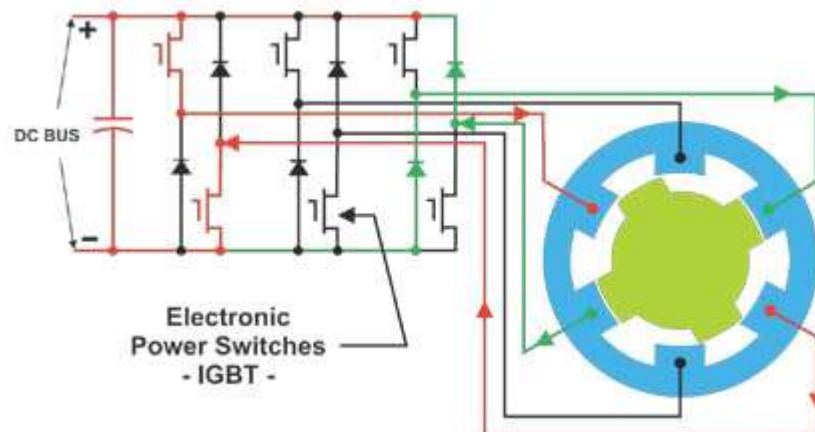 +
DC BUS
−
Electronic
Power Switches
- IGBT -